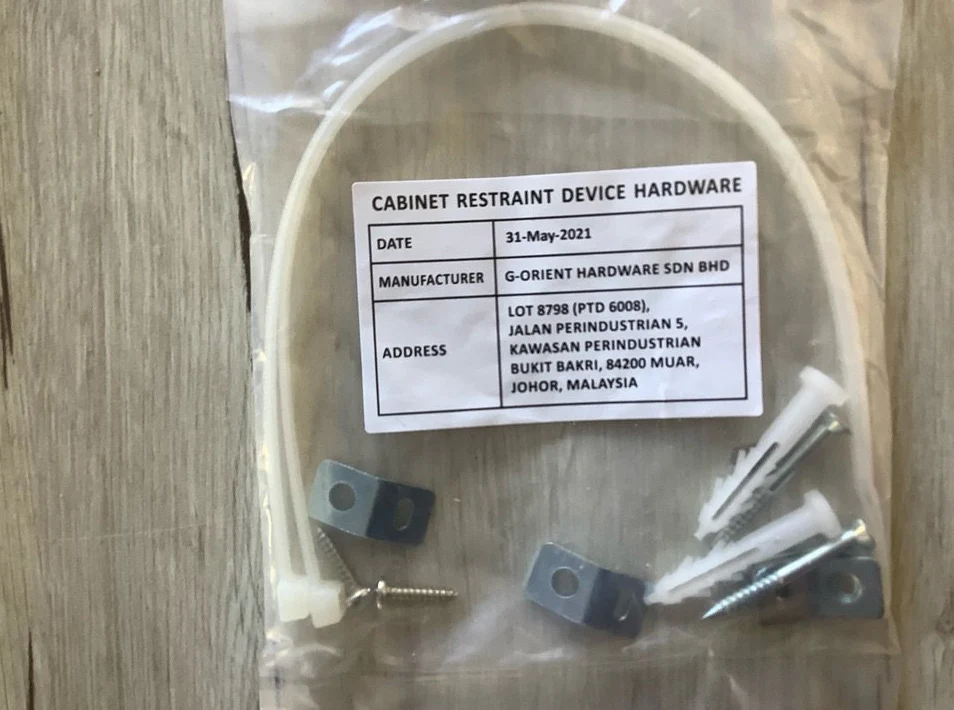 CABINET RESTRAINT DEVICE HARDWARE
DATE 31-May-2021
MANUFACTURER G-ORIENT HARDWARE SDN BHD
LOT 8798 (PTD 6008),
JALAN PERINDUSTRIAN 5,
ADDRESS KAWASAN PERINDUSTRIAN
BUKIT BAKRI, 84200 MUAR,
JOHOR, MALAYSIA